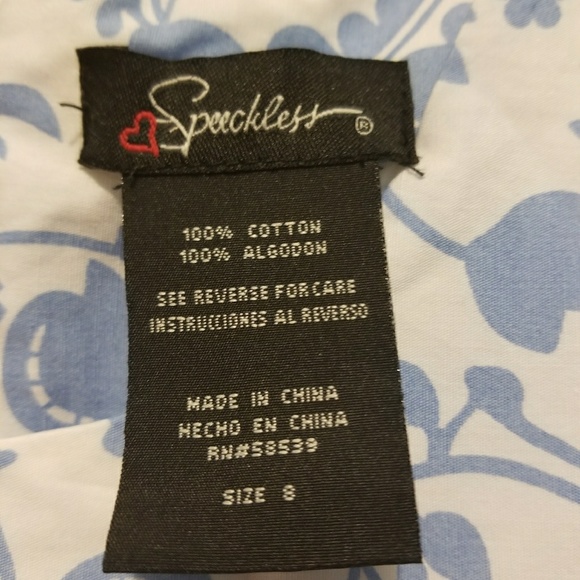 Speechless ®
100% COTTON
100% ALGODON
SEE REVERSE FOR CARE
INSTRUCCIONES AL REVERSO
MADE IN CHINA
HECHO EN CHINA
RN#58539
SIZE 8